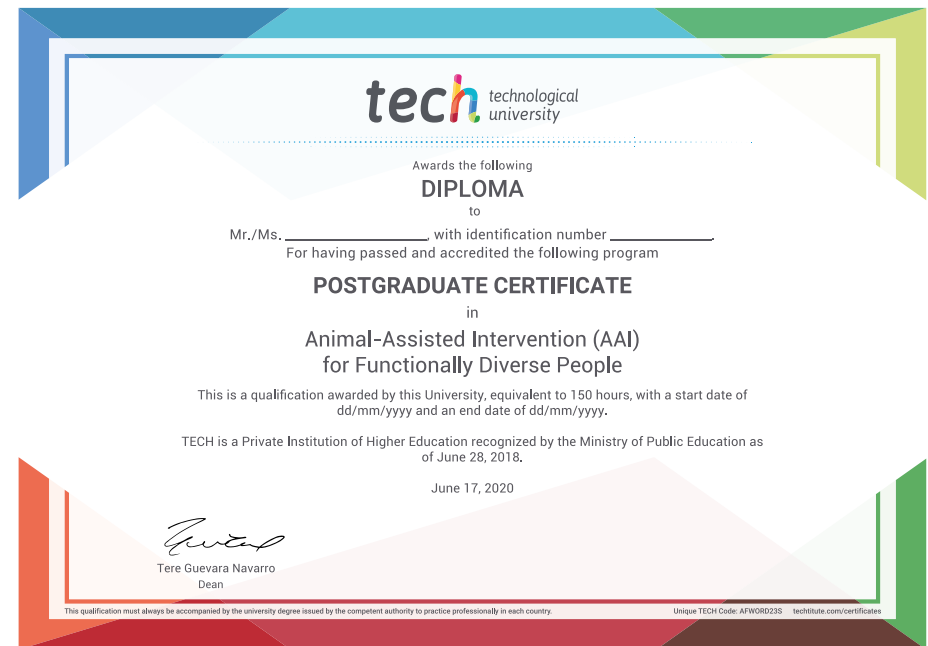 tech technological
university
Awards the following
DIPLOMA
to
Mr./Ms. ____________, with identification number ____________.
For having passed and accredited the following program
POSTGRADUATE CERTIFICATE
in
Animal-Assisted Intervention (AAI)
for Functionally Diverse People
This is a qualification awarded by this University, equivalent to 150 hours, with a start date of
dd/mm/yyyy and an end date of dd/mm/yyyy.
TECH is a Private Institution of Higher Education recognized by the Ministry of Public Education as
of June 28, 2018.
June 17, 2020
Tere Guevara Navarro
Dean
This qualification must always be accompanied by the university degree issued by the competent authority to practice professionally in each country. Unique TECH Code: AFWORD23S techtitute.com/certificates